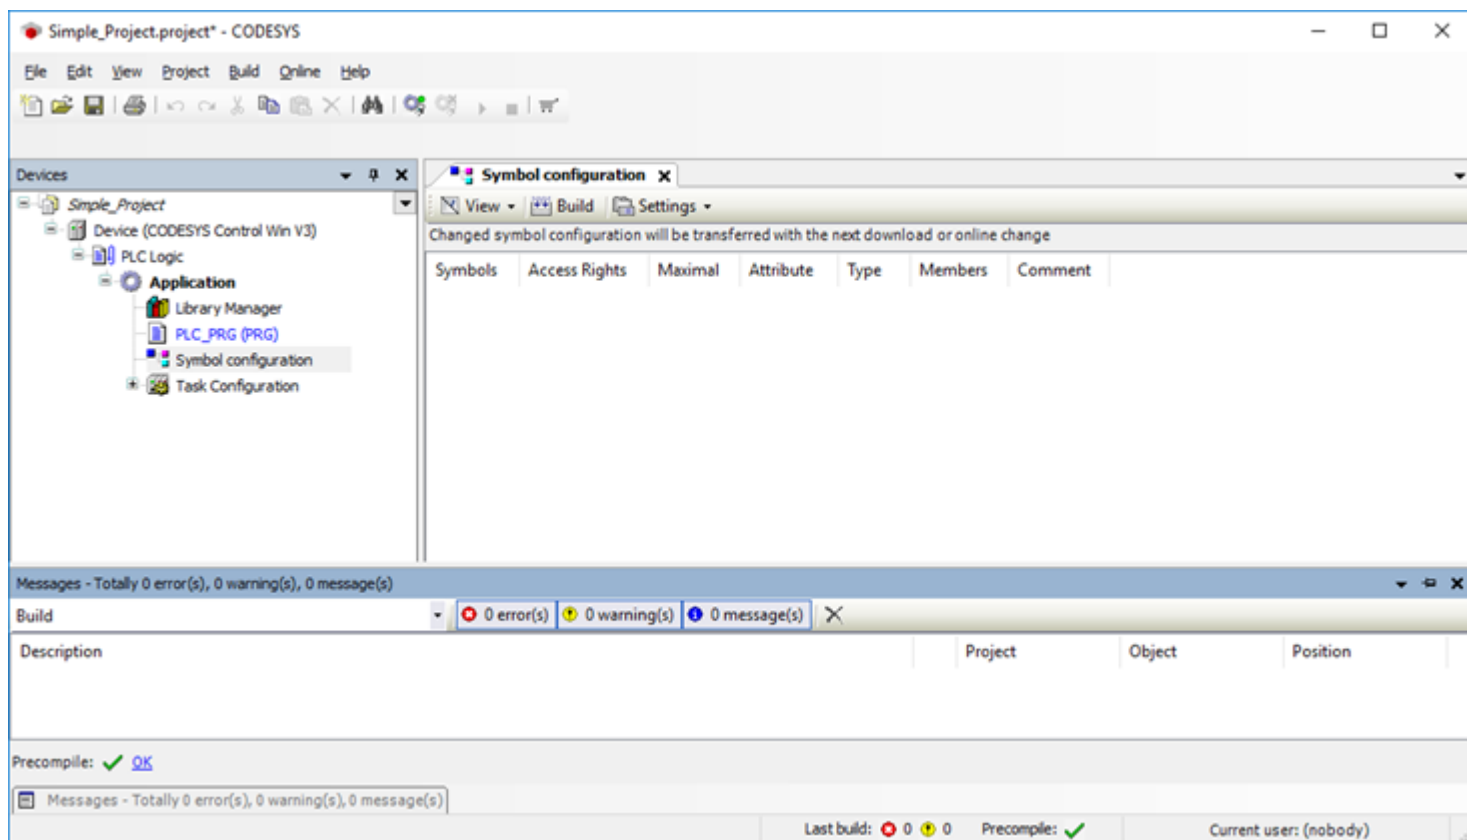 Simple_Project.project* - CODESYS
File Edit View Project Build Online Help
Devices
Simple_Project
Device (CODESYS Control Win V3)
PLC Logic
Application
Library Manager
PLC_PRG (PRG)
Symbol configuration
Task Configuration
Symbol configuration
View Build Settings
Changed symbol configuration will be transferred with the next download or online change
Symbols Access Rights Maximal Attribute Type Members Comment
Messages - Totally 0 error(s), 0 warning(s), 0 message(s)
Build 0 error(s) 0 warning(s) 0 message(s)
Description Project Object Position
Precompile: OK
Messages - Totally 0 error(s), 0 warning(s), 0 message(s)
Last build: 0 0 Precompile: Current user: (nobody)